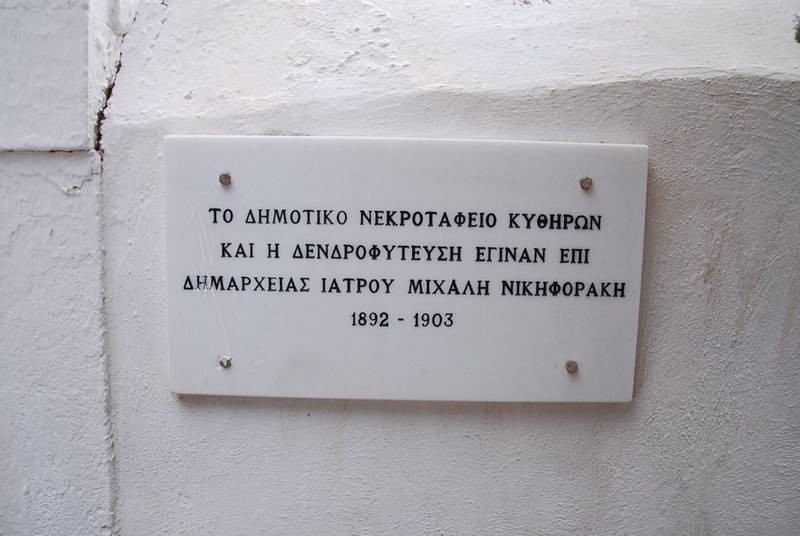 ΤΟ ΔΗΜΟΤΙΚΟ ΝΕΚΡΟΤΑΦΕΙΟ ΚΥΘΗΡΩΝ
ΚΑΙ Η ΔΕΝΔΡΟΦΥΤΕΥΣΗ ΕΓΙΝΑΝ ΕΠΙ
ΔΗΜΑΡΧΕΙΑΣ ΙΑΤΡΟΥ ΜΙΧΑΛΗ ΝΙΚΗΦΟΡΑΚΗ
1892 - 1903